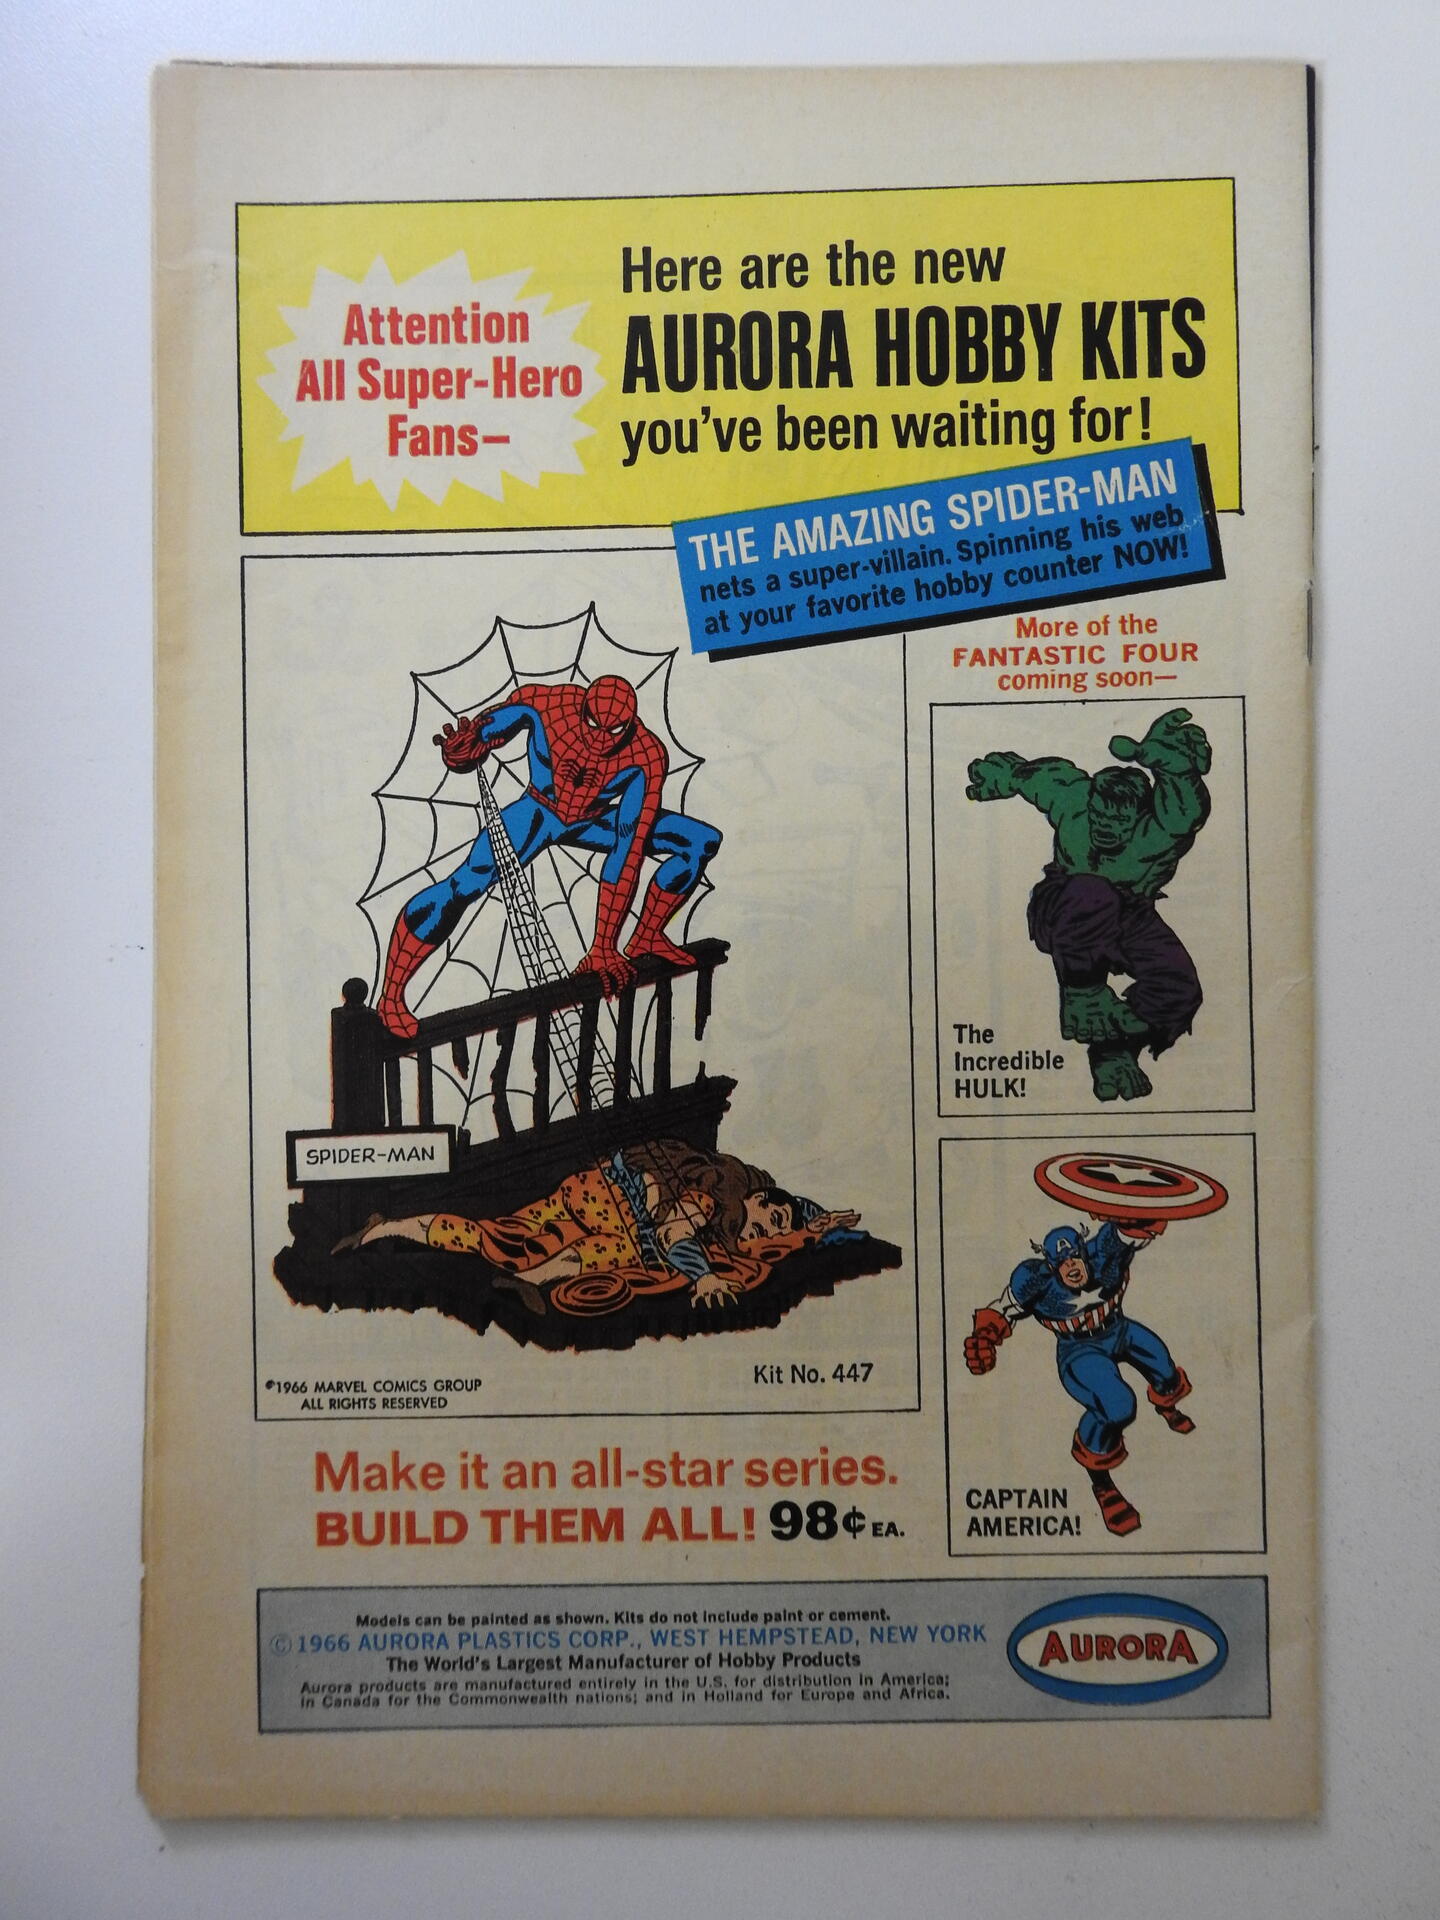 Attention
All Super-Hero
Fans—
Here are the new
AURORA HOBBY KITS
you've been waiting for!
THE AMAZING SPIDER-MAN
nets a super-villain. Spinning his web
at your favorite hobby counter NOW!
More of the
FANTASTIC FOUR
coming soon—
The
Incredible
HULK!
SPIDER-MAN
Kit No. 447
©1966 MARVEL COMICS GROUP
ALL RIGHTS RESERVED
A
CAPTAIN
AMERICA!
Make it an all-star series.
BUILD THEM ALL! 98¢ EA.
Models can be painted as shown. Kits do not include paint or cement.
© 1966 AURORA PLASTICS CORP., WEST HEMPSTEAD, NEW YORK
The World's Largest Manufacturer of Hobby Products
Aurora products are manufactured entirely in the U.S. for distribution in America;
in Canada for the Commonwealth nations; and in Holland for Europe and Africa.
AURORA